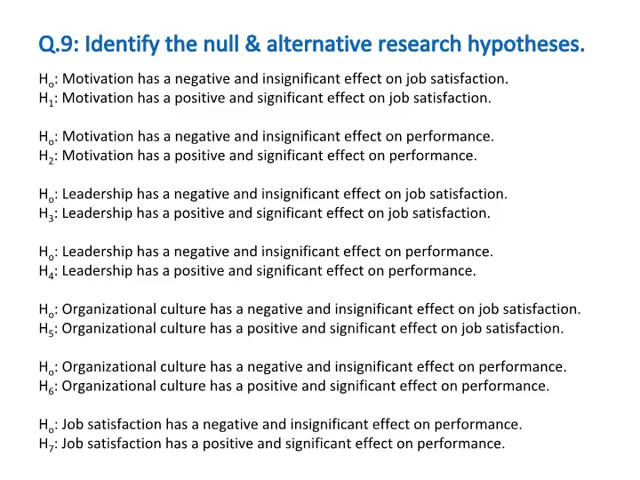 Q.9: Identify the null & alternative research hypotheses.
Hₒ: Motivation has a negative and insignificant effect on job satisfaction.
H₁: Motivation has a positive and significant effect on job satisfaction.
Hₒ: Motivation has a negative and insignificant effect on performance.
H₂: Motivation has a positive and significant effect on performance.
Hₒ: Leadership has a negative and insignificant effect on job satisfaction.
H₃: Leadership has a positive and significant effect on job satisfaction.
Hₒ: Leadership has a negative and insignificant effect on performance.
H₄: Leadership has a positive and significant effect on performance.
Hₒ: Organizational culture has a negative and insignificant effect on job satisfaction.
H₅: Organizational culture has a positive and significant effect on job satisfaction.
Hₒ: Organizational culture has a negative and insignificant effect on performance.
H₆: Organizational culture has a positive and significant effect on performance.
Hₒ: Job satisfaction has a negative and insignificant effect on performance.
H₇: Job satisfaction has a positive and significant effect on performance.